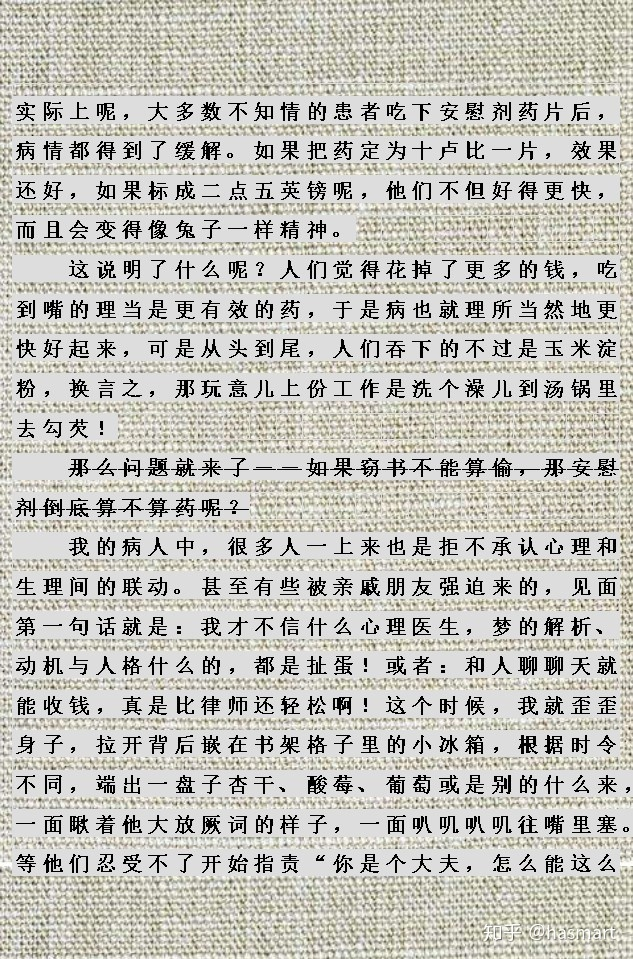 实际上呢，大多数不知情的患者吃下安慰剂药片后，
病情都得到了缓解。如果把药定为十卢比一片，效果
还好，如果标成二点五英镑呢，他们不但好得更快，
而且会变得像兔子一样精神。
这说明了什么呢？人们觉得花掉了更多的钱，吃
到嘴的理当是更有效的药，于是病也就理所当然地更
快好起来，可是从头到尾，人们吞下的不过是玉米淀
粉，换言之，那玩意儿上份工作是洗个澡儿到汤锅里
去勾芡！
那么问题就来了——如果窃书不能算偷，那安慰
剂倒底算不算药呢？
我的病人中，很多人一上来也是拒不承认心理和
生理间的联动。甚至有些被亲戚朋友强迫来的，见面
第一句话就是：我才不信什么心理医生，梦的解析、
动机与人格什么的，都是扯蛋！或者：和人聊聊天就
能收钱，真是比律师还轻松啊！这个时候，我就歪歪
身子，拉开背后嵌在书架格子里的小冰箱，根据时令
不同，端出一盘子杏干、酸莓、葡萄或是别的什么来，
一面瞅着他大放厥词的样子，一面叭叽叭叽往嘴里塞。
等他们忍受不了开始指责“你是个大夫，怎么能这么
知乎 @hasmart